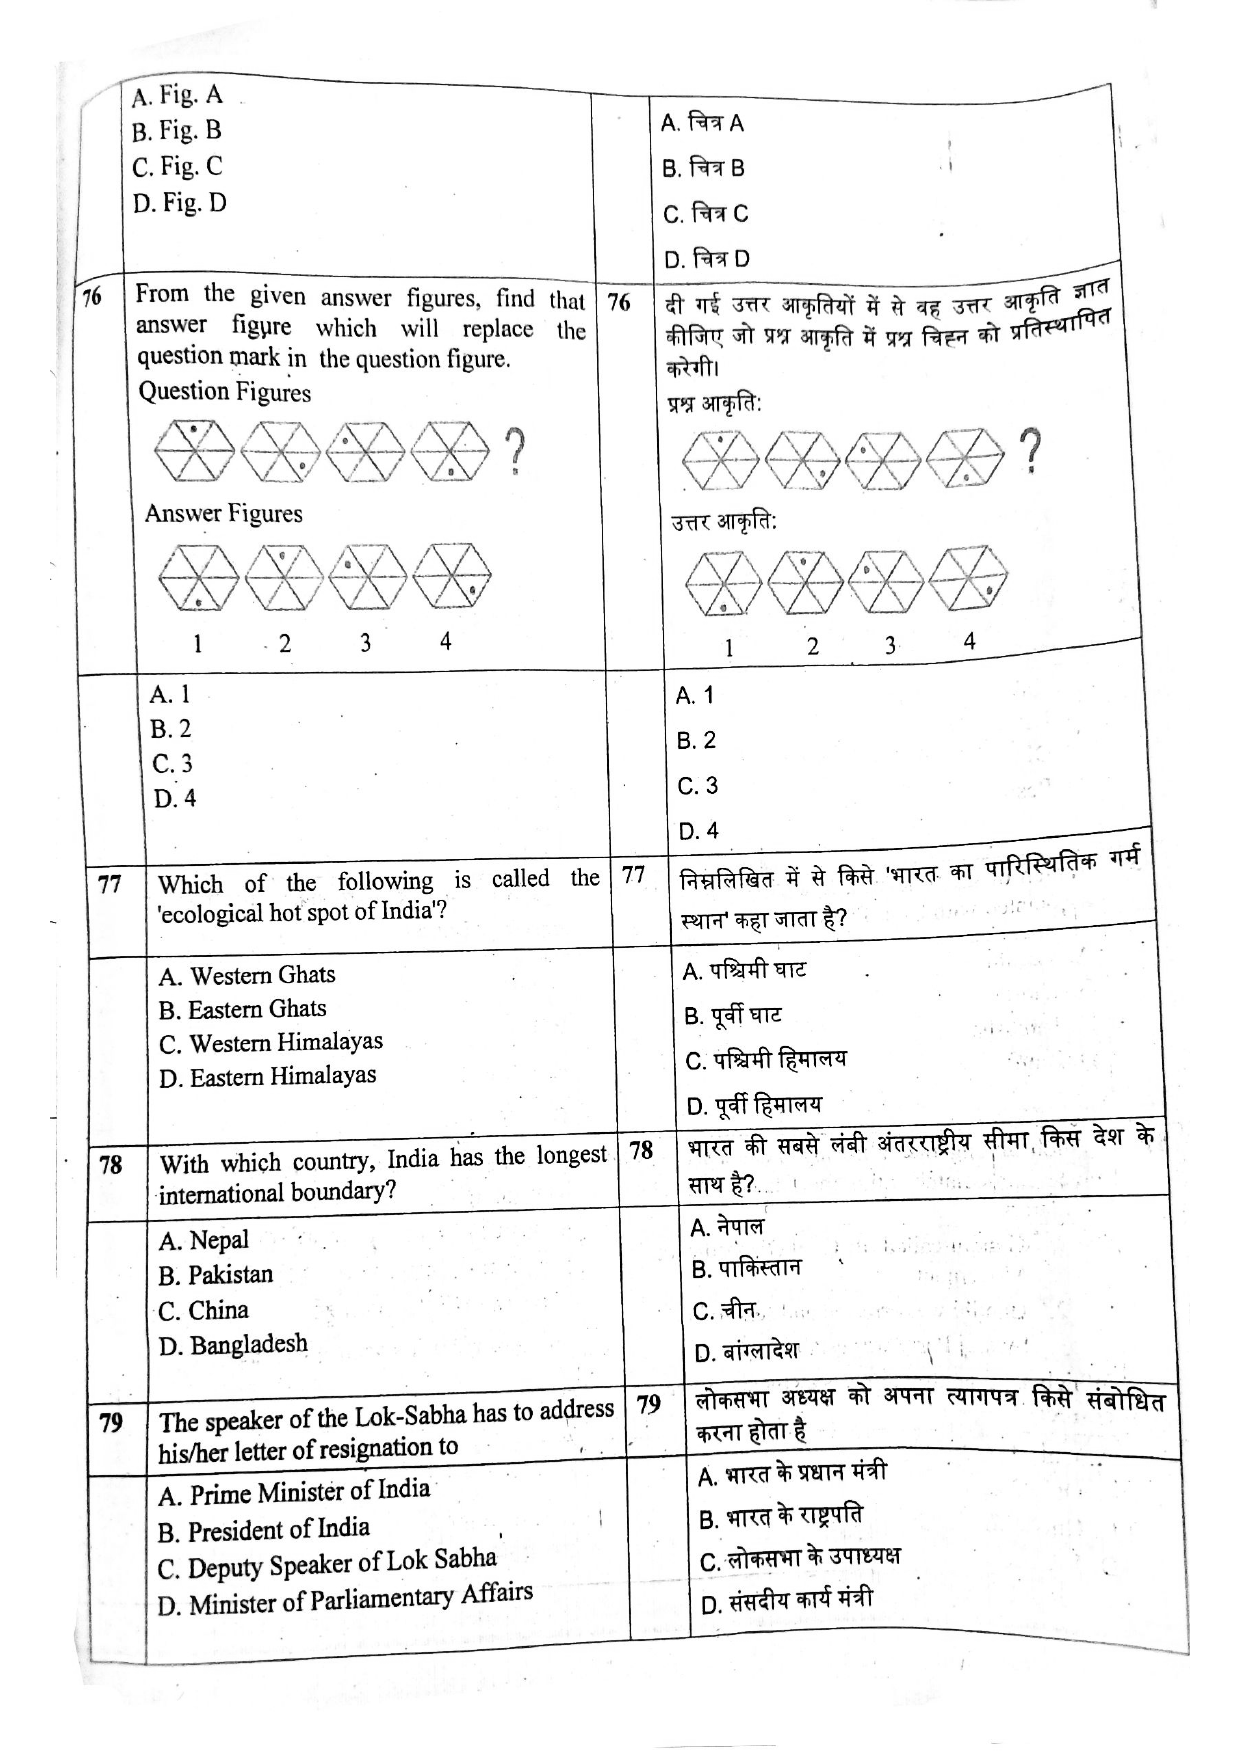 A. Fig. A
B. Fig. B
C. Fig. C
D. Fig. D
A. चित्र A
B. चित्र B
C. चित्र C
D. चित्र D
76
From the given answer figures, find that
answer figure which will replace the
question mark in the question figure.
Question Figures
?
Answer Figures
1 2 3 4
76
दी गई उत्तर आकृतियों में से वह उत्तर आकृति ज्ञात
कीजिए जो प्रश्न आकृति में प्रश्न चिह्न को प्रतिस्थापित
करेगी।
प्रश्न आकृति:
?
उत्तर आकृति:
1 2 3 4
A. 1
B. 2
C. 3
D. 4
A. 1
B. 2
C. 3
D. 4
77
Which of the following is called the
'ecological hot spot of India'?
77
निम्नलिखित में से किसे 'भारत का पारिस्थितिक गर्म
स्थान' कहा जाता है?
A. Western Ghats
B. Eastern Ghats
C. Western Himalayas
D. Eastern Himalayas
A. पश्चिमी घाट
B. पूर्वी घाट
C. पश्चिमी हिमालय
D. पूर्वी हिमालय
78
With which country, India has the longest
international boundary?
78
भारत की सबसे लंबी अंतरराष्ट्रीय सीमा किस देश के
साथ है?
A. Nepal
B. Pakistan
C. China
D. Bangladesh
A. नेपाल
B. पाकिस्तान
C. चीन
D. बांग्लादेश
79
The speaker of the Lok-Sabha has to address
his/her letter of resignation to
79
लोकसभा अध्यक्ष को अपना त्यागपत्र किसे संबोधित
करना होता है
A. Prime Minister of India
B. President of India
C. Deputy Speaker of Lok Sabha
D. Minister of Parliamentary Affairs
A. भारत के प्रधान मंत्री
B. भारत के राष्ट्रपति
C. लोकसभा के उपाध्यक्ष
D. संसदीय कार्य मंत्री